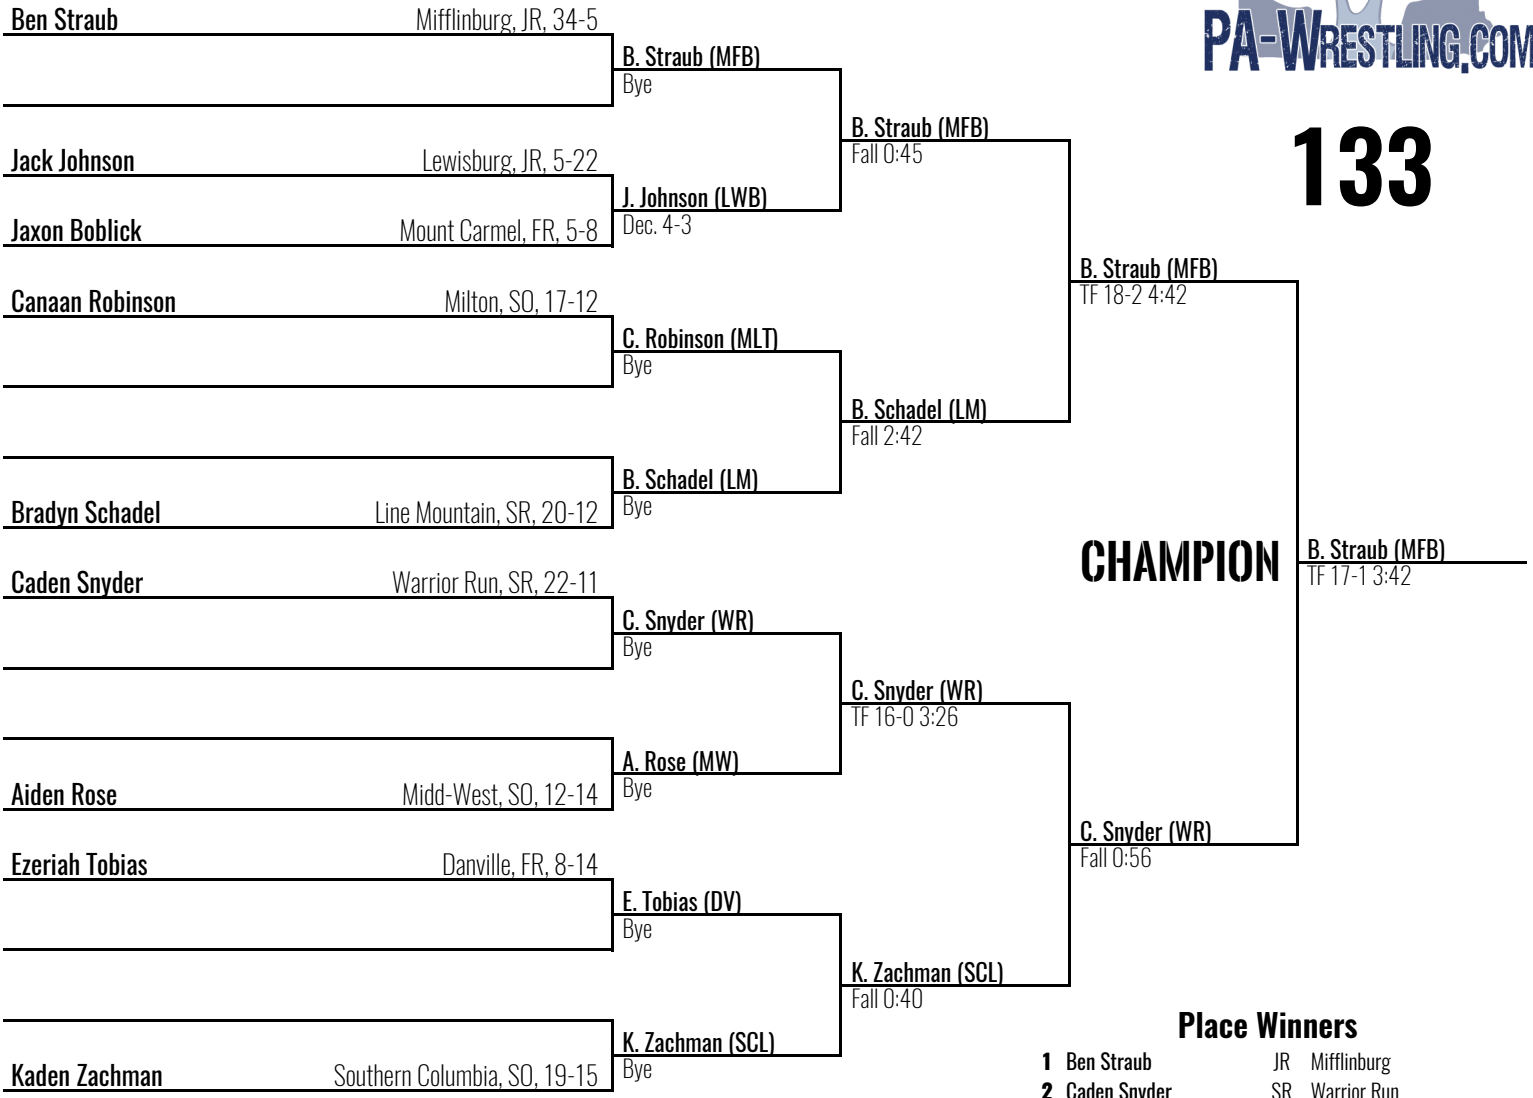 PA-WRESTLING.COM
133
Ben Straub Mifflinburg, JR, 34-5
B. Straub (MFB)
Bye
B. Straub (MFB)
Fall 0:45
Jack Johnson Lewisburg, JR, 5-22
J. Johnson (LWB)
Dec. 4-3
Jaxon Boblick Mount Carmel, FR, 5-8
B. Straub (MFB)
TF 18-2 4:42
Canaan Robinson Milton, SO, 17-12
C. Robinson (MLT)
Bye
B. Schadel (LM)
Fall 2:42
B. Schadel (LM)
Bye
Bradyn Schadel Line Mountain, SR, 20-12
CHAMPION
B. Straub (MFB)
TF 17-1 3:42
Caden Snyder Warrior Run, SR, 22-11
C. Snyder (WR)
Bye
C. Snyder (WR)
TF 16-0 3:26
A. Rose (MW)
Bye
Aiden Rose Midd-West, SO, 12-14
C. Snyder (WR)
Fall 0:56
Ezeriah Tobias Danville, FR, 8-14
E. Tobias (DV)
Bye
K. Zachman (SCL)
Fall 0:40
K. Zachman (SCL)
Bye
Kaden Zachman Southern Columbia, SO, 19-15
Place Winners
1 Ben Straub JR Mifflinburg
2 Caden Snyder SR Warrior Run